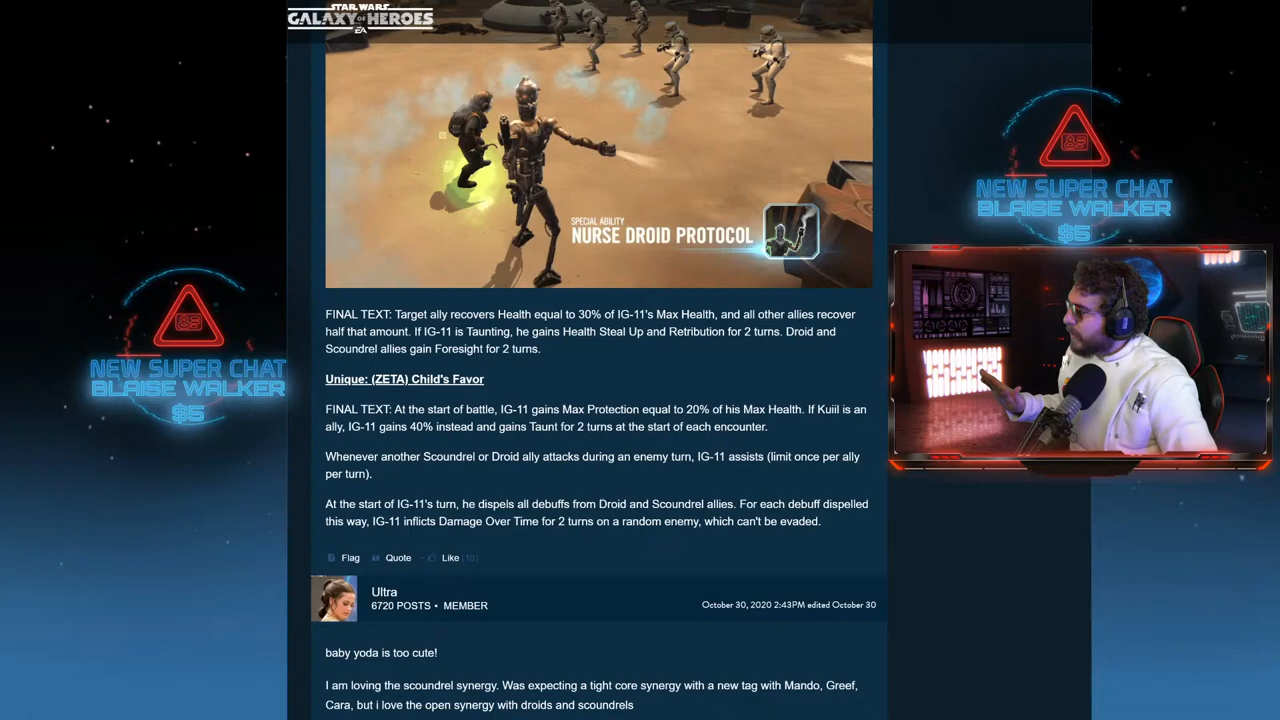 STAR WARS
GALAXY OF HEROES
EA
SPECIAL ABILITY
NURSE DROID PROTOCOL
NEW SUPER CHAT
BLAISE WALKER
$5
NEW SUPER CHAT
BLAISE WALKER
$5
FINAL TEXT: Target ally recovers Health equal to 30% of IG-11's Max Health, and all other allies recover
half that amount. If IG-11 is Taunting, he gains Health Steal Up and Retribution for 2 turns. Droid and
Scoundrel allies gain Foresight for 2 turns.
Unique: (ZETA) Child's Favor
FINAL TEXT: At the start of battle, IG-11 gains Max Protection equal to 20% of his Max Health. If Kuiil is an
ally, IG-11 gains 40% instead and gains Taunt for 2 turns at the start of each encounter.
Whenever another Scoundrel or Droid ally attacks during an enemy turn, IG-11 assists (limit once per ally
per turn).
At the start of IG-11's turn, he dispels all debuffs from Droid and Scoundrel allies. For each debuff dispelled
this way, IG-11 inflicts Damage Over Time for 2 turns on a random enemy, which can't be evaded.
Flag Quote Like (10)
Ultra
6720 POSTS • MEMBER
October 30, 2020 2:43PM edited October 30
baby yoda is too cute!
I am loving the scoundrel synergy. Was expecting a tight core synergy with a new tag with Mando, Greef,
Cara, but i love the open synergy with droids and scoundrels